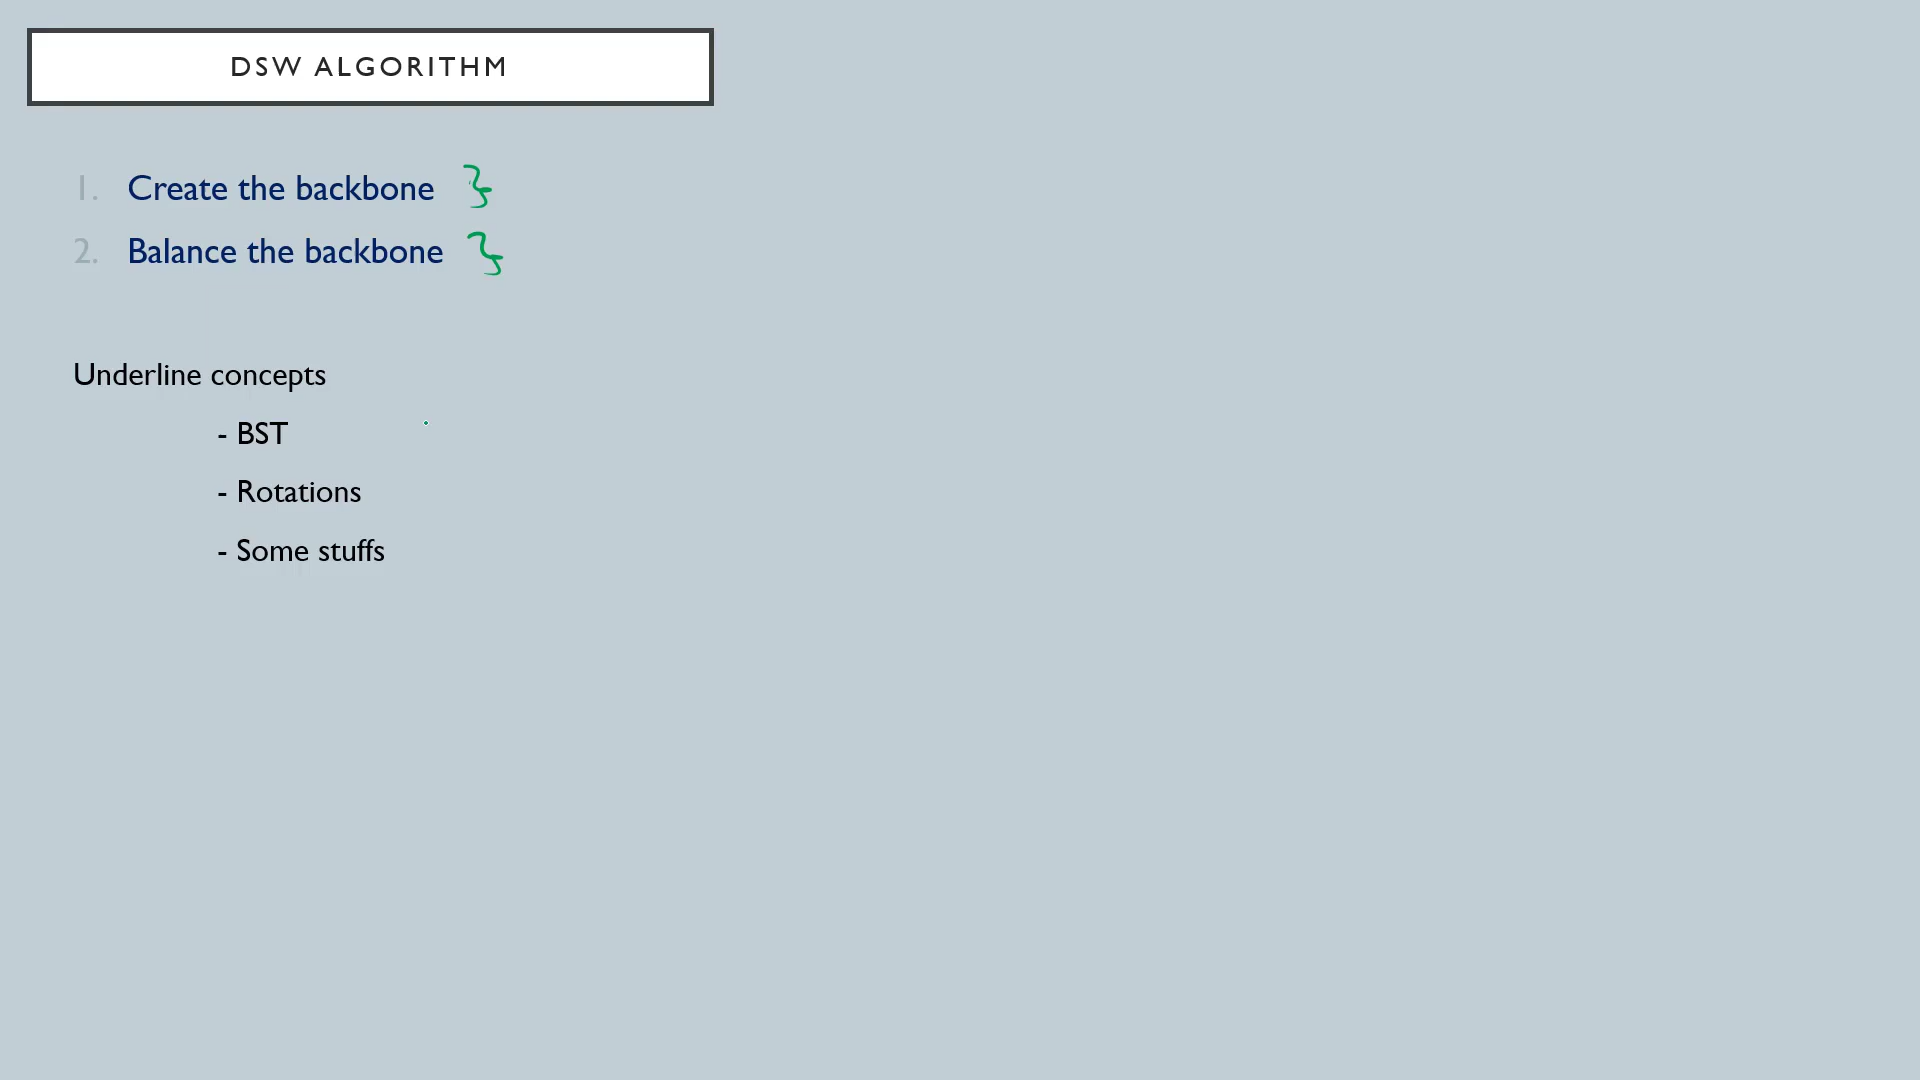 DSW ALGORITHM
1. Create the backbone }
2. Balance the backbone }
Underline concepts
- BST
- Rotations
- Some stuffs